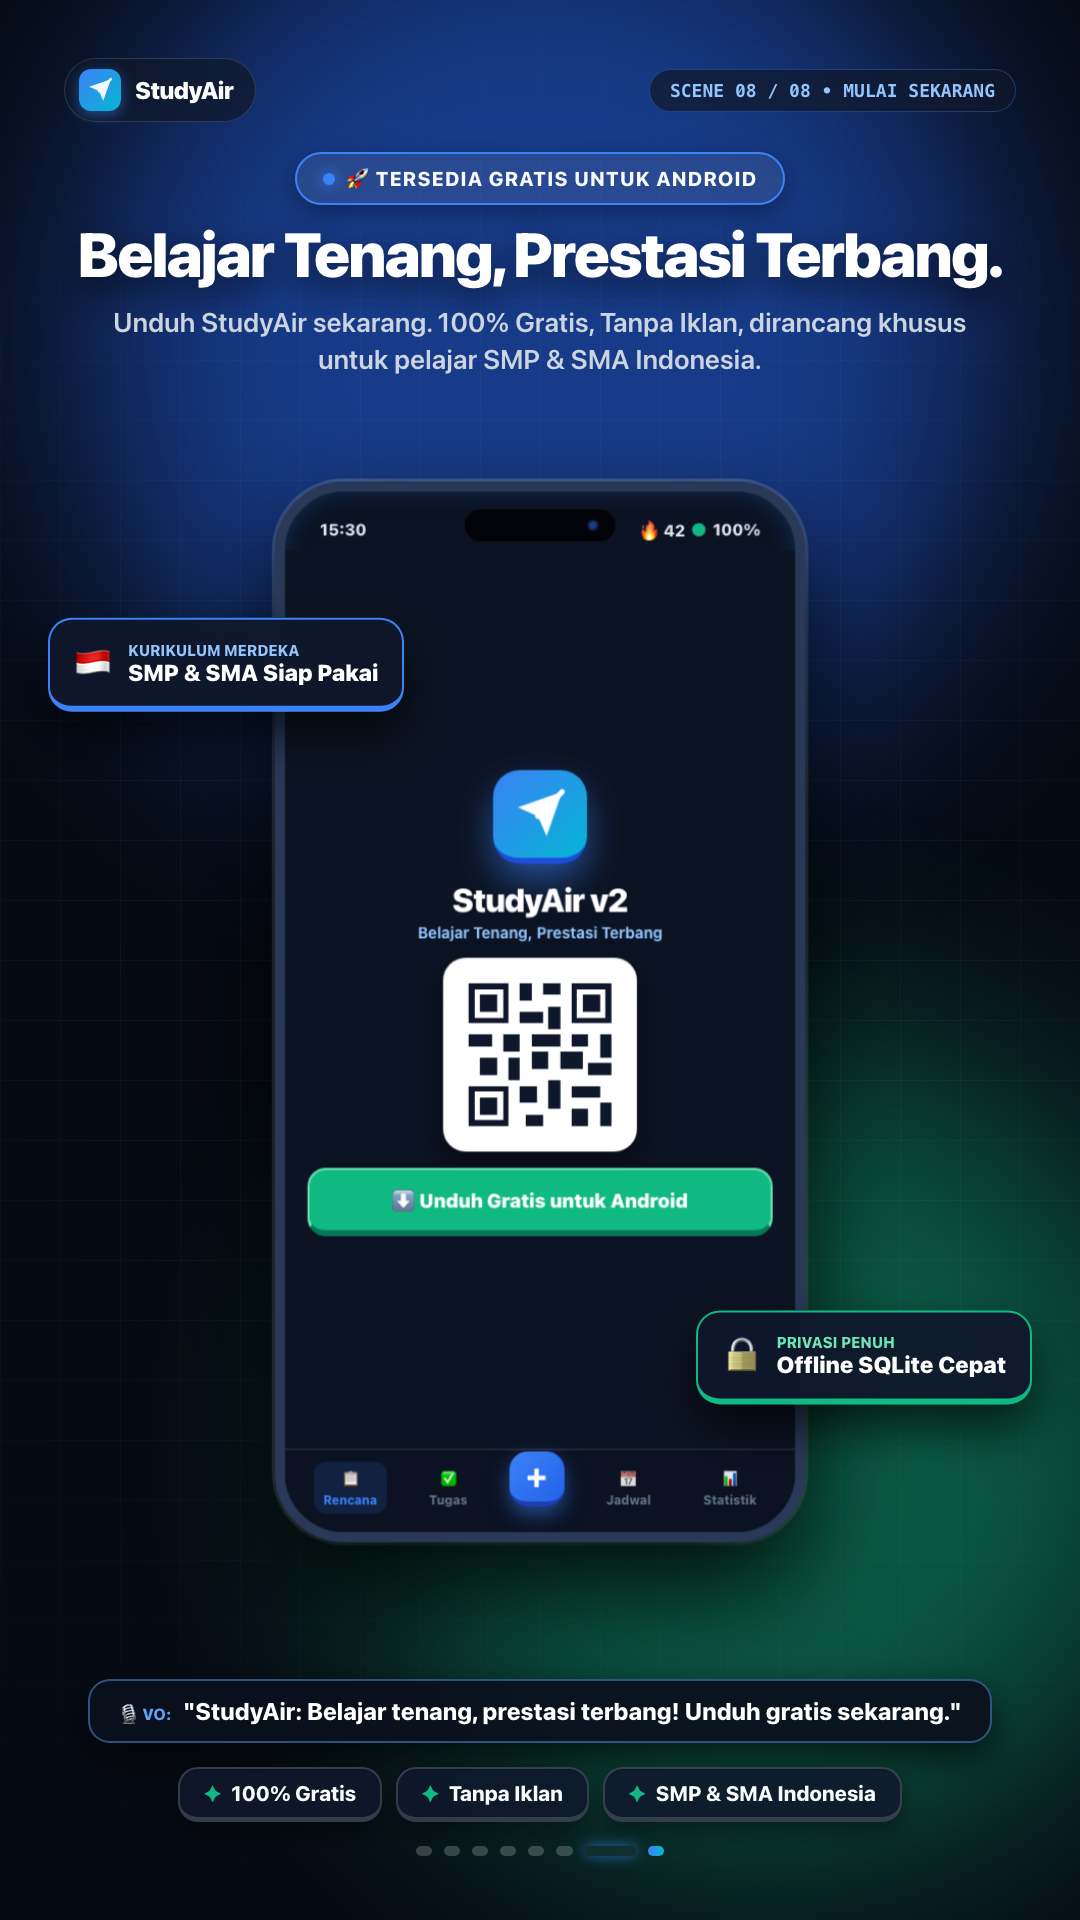 StudyAir
SCENE 08 / 08 • MULAI SEKARANG
🚀 TERSEDIA GRATIS UNTUK ANDROID
Belajar Tenang, Prestasi Terbang.
Unduh StudyAir sekarang. 100% Gratis, Tanpa Iklan, dirancang khusus
untuk pelajar SMP & SMA Indonesia.
15:30
🔥 42 100%
KURIKULUM MERDEKA
SMP & SMA Siap Pakai
StudyAir v2
Belajar Tenang, Prestasi Terbang
⬇️ Unduh Gratis untuk Android
PRIVASI PENUH
Offline SQLite Cepat
Rencana
Tugas
+
Jadwal
Statistik
🎙️ VO: "StudyAir: Belajar tenang, prestasi terbang! Unduh gratis sekarang."
✦ 100% Gratis
✦ Tanpa Iklan
✦ SMP & SMA Indonesia